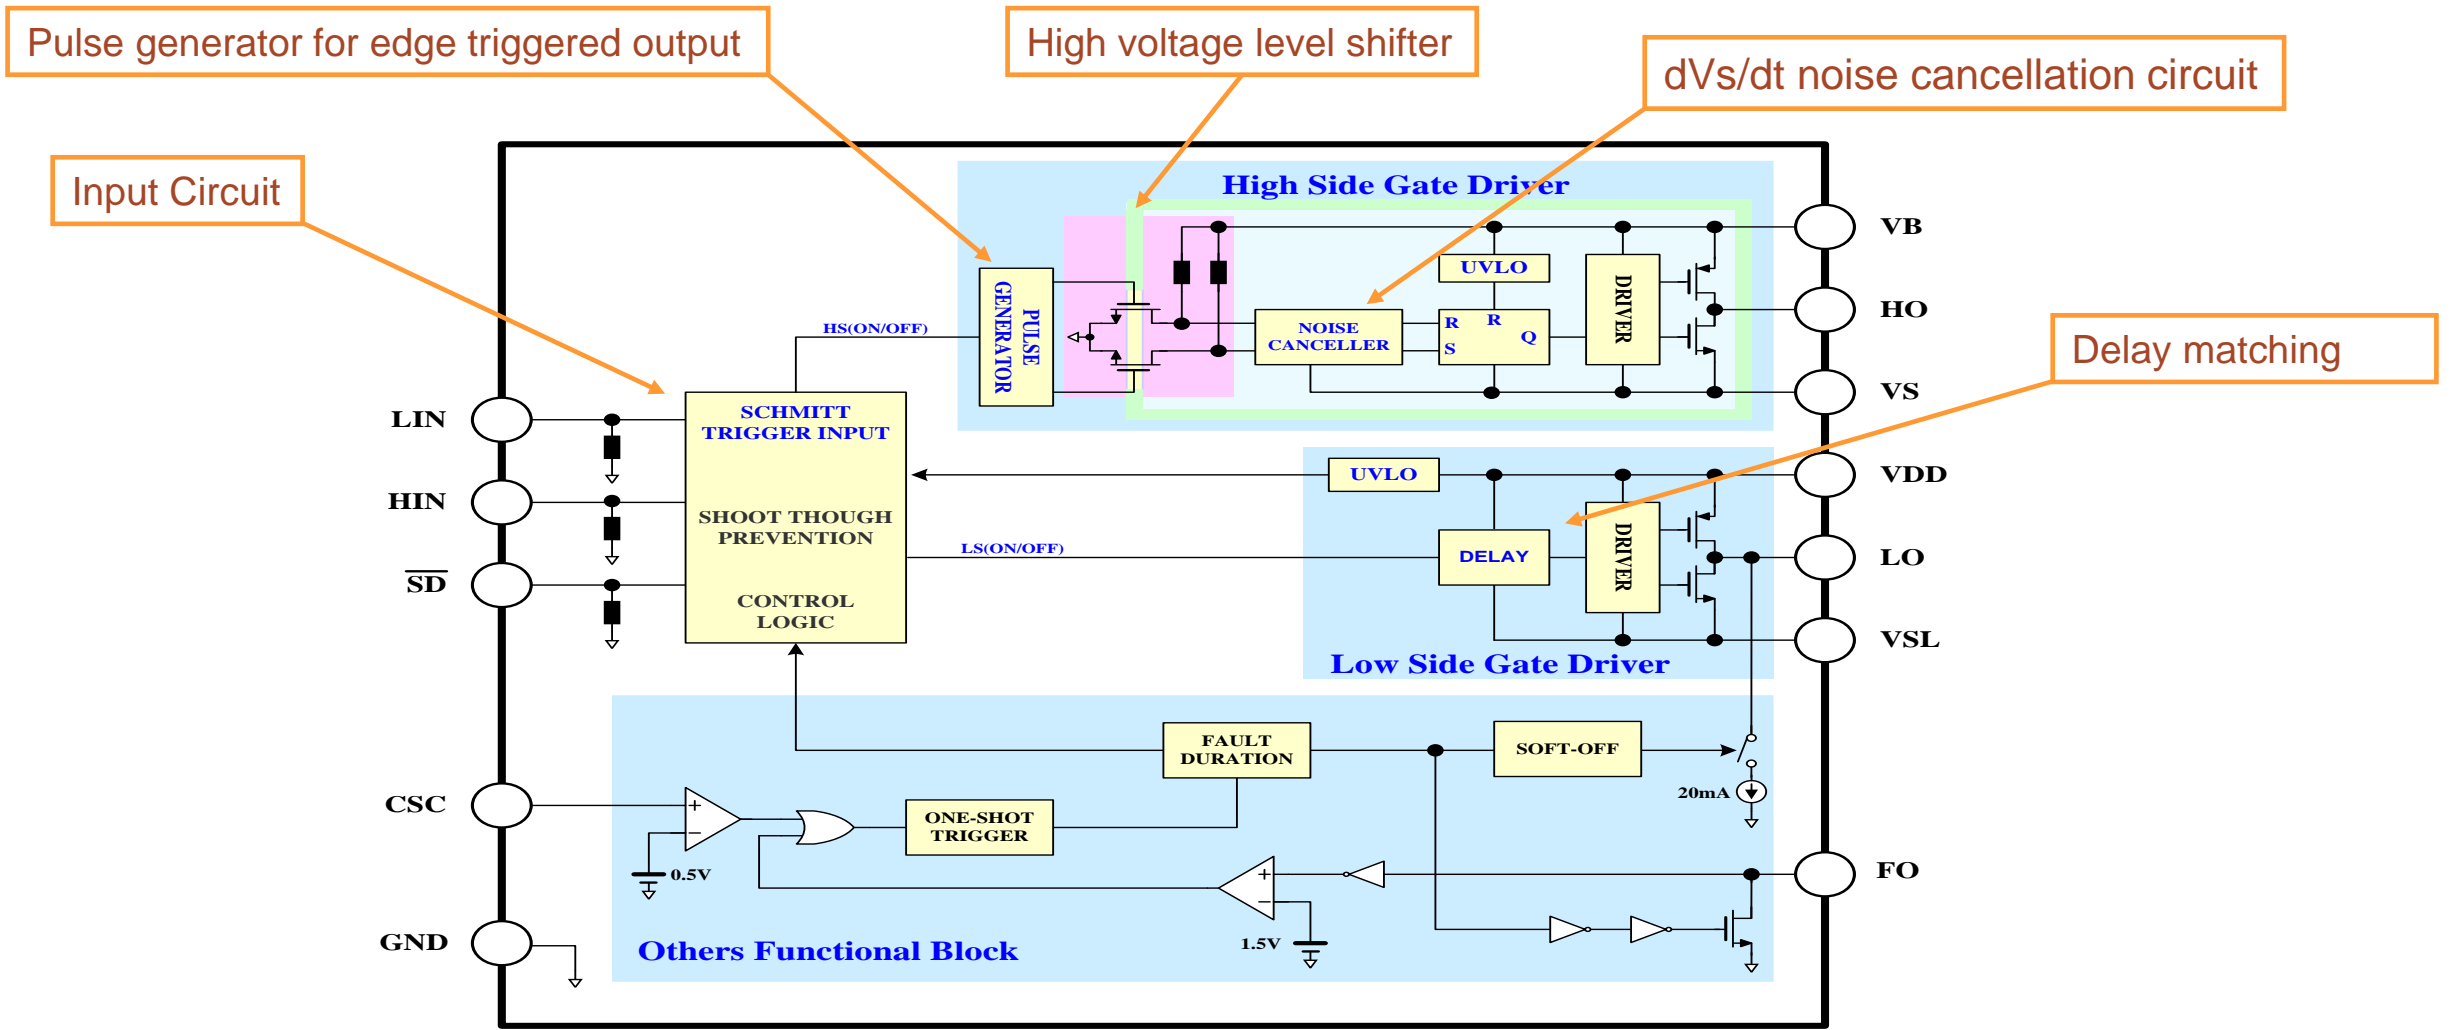 Pulse generator for edge triggered output
High voltage level shifter
dVs/dt noise cancellation circuit
Input Circuit
High Side Gate Driver
VB
UVLO
PULSE
GENERATOR
DRIVER
HS(ON/OFF)
NOISE
CANCELLER
R
R
S
Q
HO
Delay matching
VS
LIN
SCHMITT
TRIGGER INPUT
UVLO
VDD
HIN
SHOOT THOUGH
PREVENTION
LS(ON/OFF)
DELAY
DRIVER
LO
SD
CONTROL
LOGIC
VSL
Low Side Gate Driver
FAULT
DURATION
SOFT-OFF
20mA
CSC
+
−
ONE-SHOT
TRIGGER
0.5V
+
−
FO
1.5V
GND
Others Functional Block